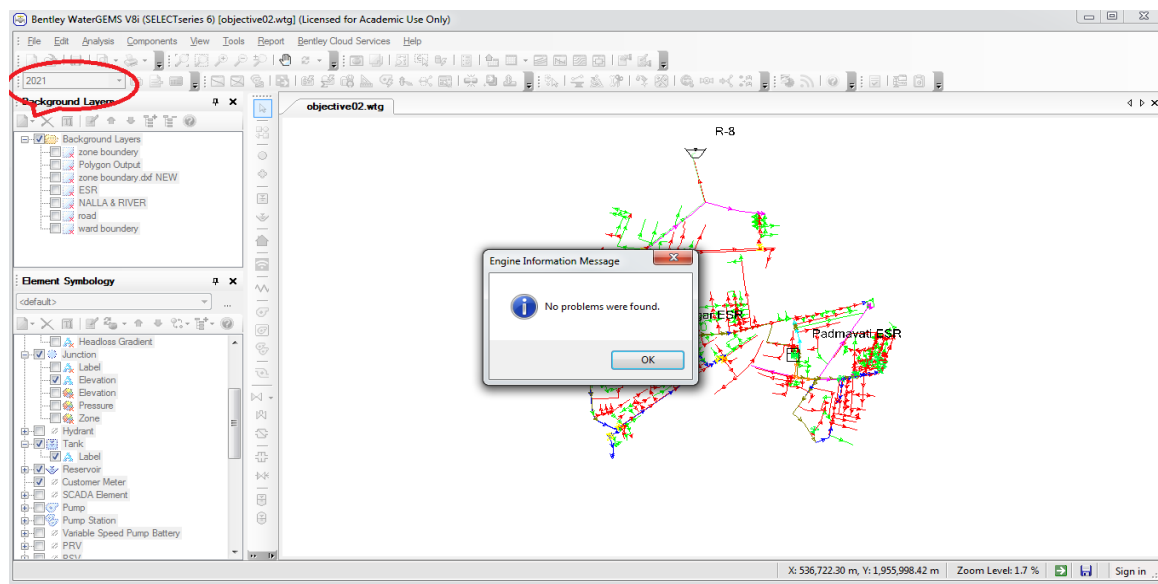 Bentley WaterGEMS V8i (SELECTseries 6) [objective02.wtg] (Licensed for Academic Use Only)
File Edit Analysis Components View Tools Report Bentley Cloud Services Help
2021
Background Layers
objective02.wtg
Background Layers
zone boundery
Polygon Output
zone boundary.dxf NEW
ESR
NALLA & RIVER
road
ward boundery
R-8
Engine Information Message
No problems were found.
OK
ESR
Padmavati ESR
Element Symbology
<default>
...
Headloss Gradient
Junction
Label
Elevation
Elevation
Pressure
Zone
Hydrant
Tank
Label
Reservoir
Customer Meter
SCADA Element
Pump
Pump Station
Variable Speed Pump Battery
PRV
PSV
X: 536,722.30 m, Y: 1,955,998.42 m Zoom Level: 1.7 % Sign in